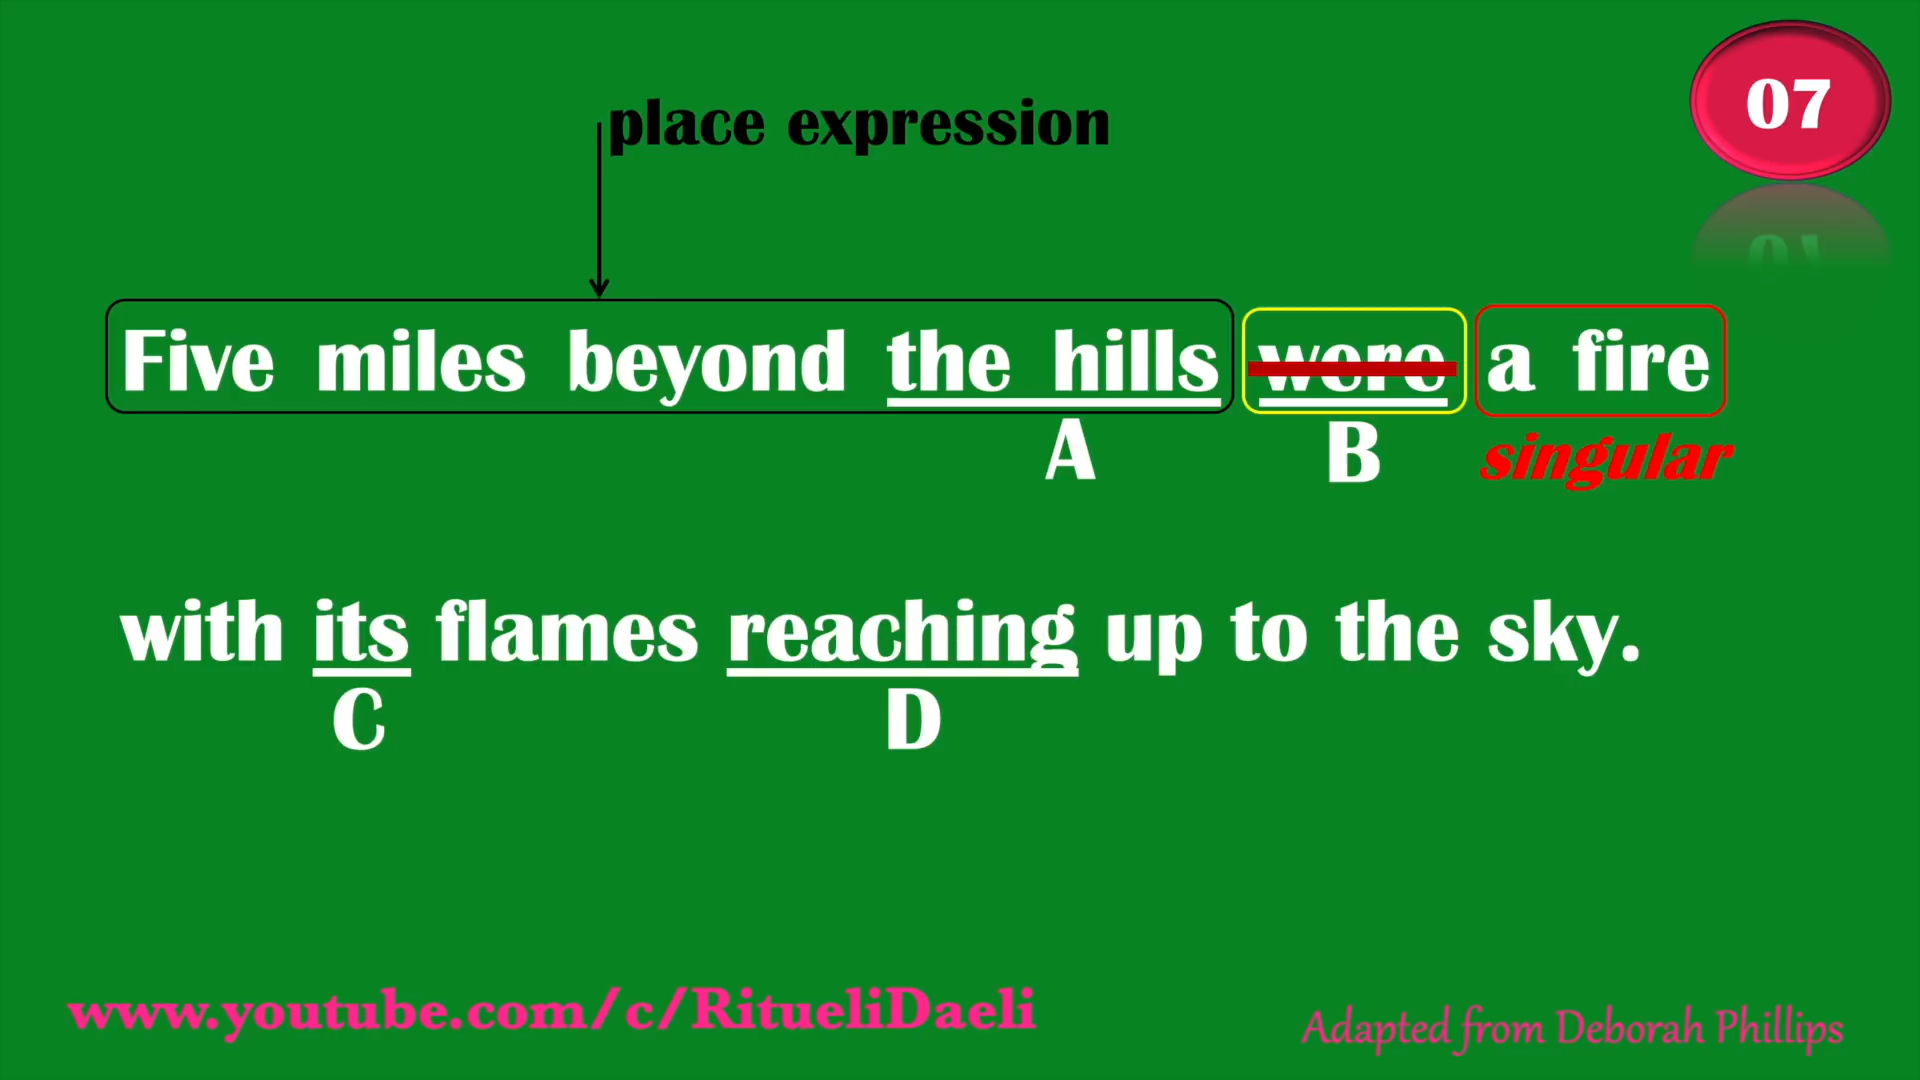 07
place expression
Five miles beyond the hills were a fire
A B singular
with its flames reaching up to the sky.
C D
www.youtube.com/c/RitueliDaeli
Adapted from Deborah Phillips